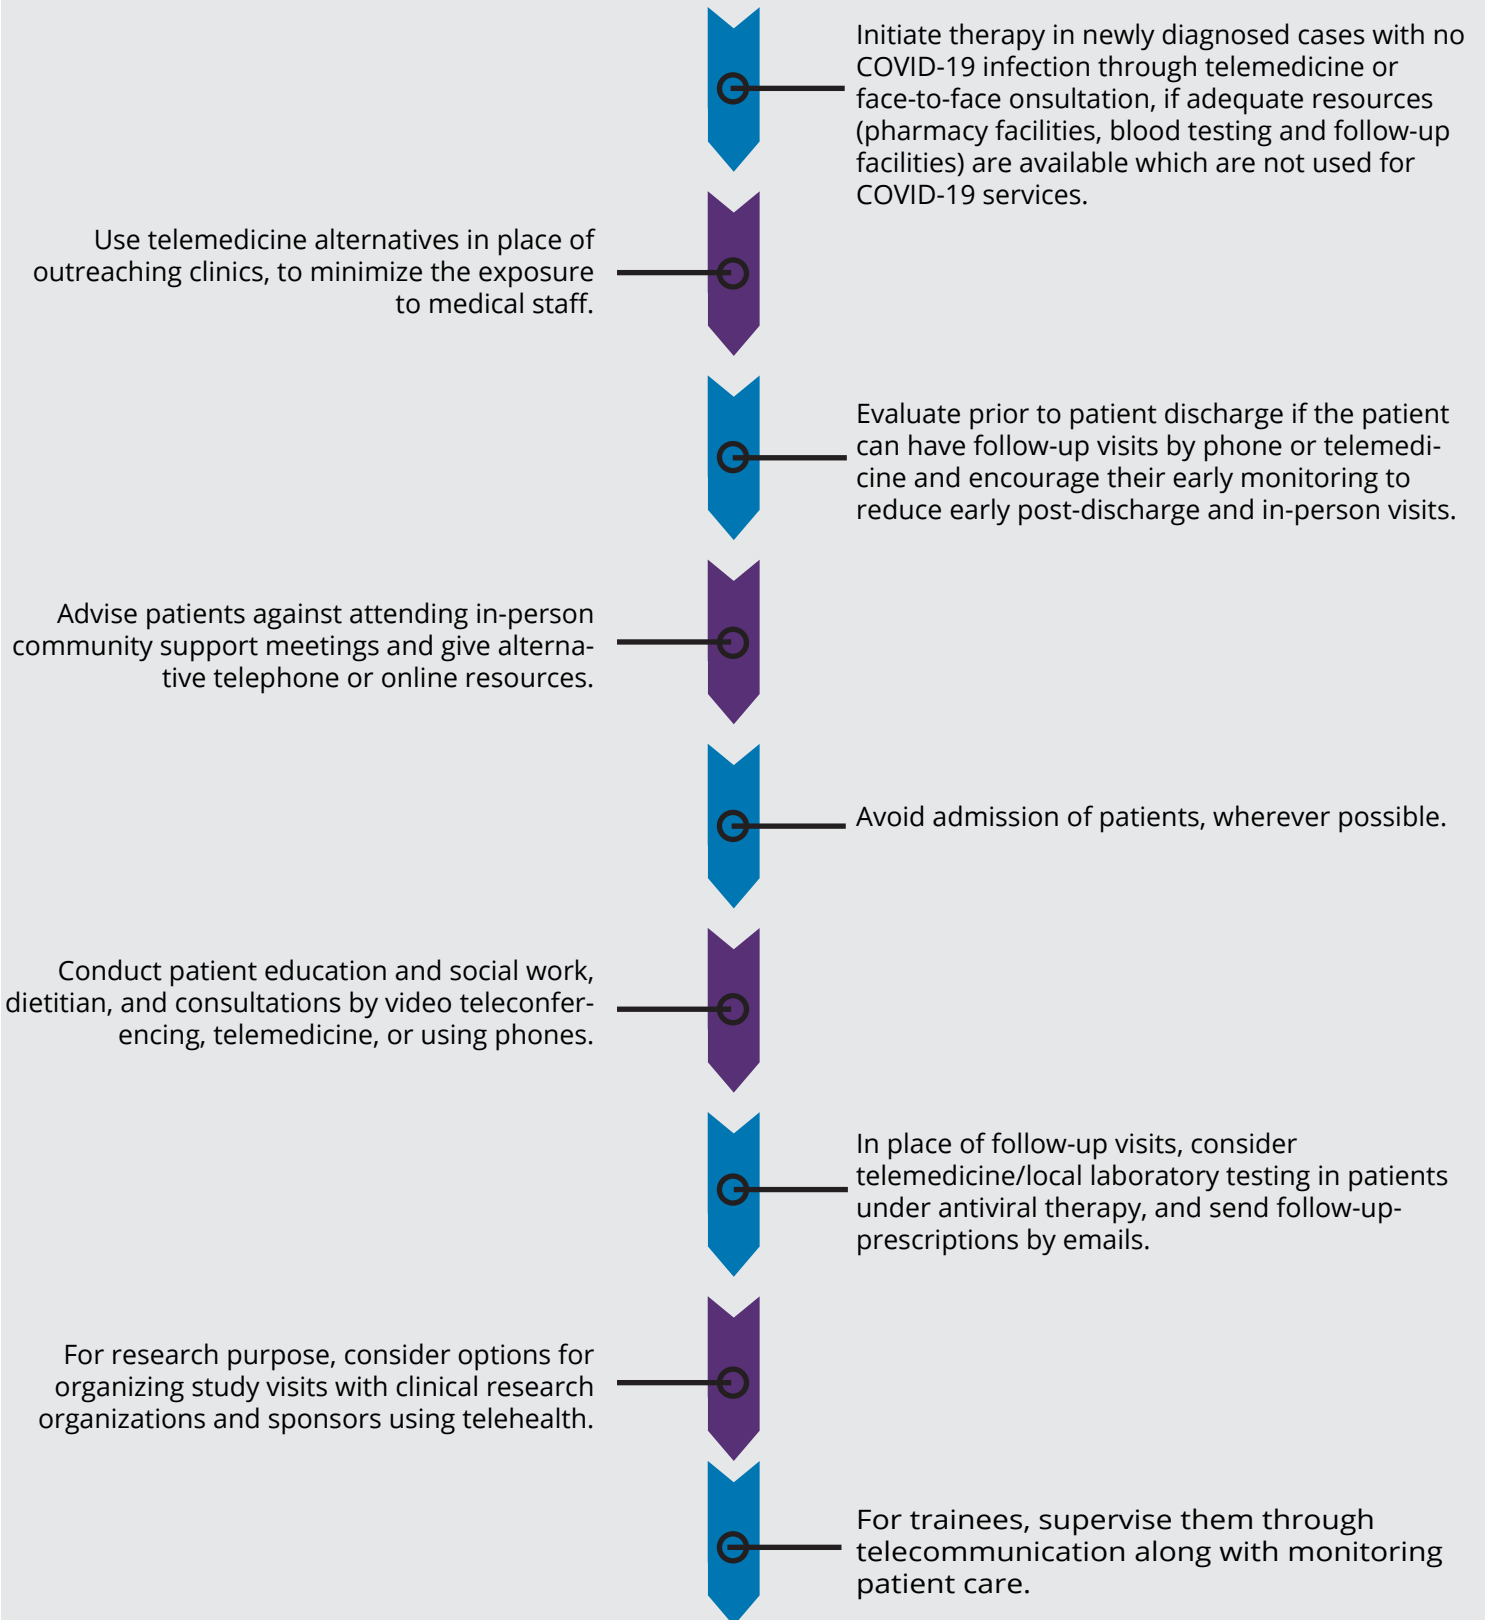 Initiate therapy in newly diagnosed cases with no
COVID-19 infection through telemedicine or
face-to-face onsultation, if adequate resources
(pharmacy facilities, blood testing and follow-up
facilities) are available which are not used for
COVID-19 services.
Use telemedicine alternatives in place of
outreaching clinics, to minimize the exposure
to medical staff.
Evaluate prior to patient discharge if the patient
can have follow-up visits by phone or telemedi-
cine and encourage their early monitoring to
reduce early post-discharge and in-person visits.
Advise patients against attending in-person
community support meetings and give alterna-
tive telephone or online resources.
Avoid admission of patients, wherever possible.
Conduct patient education and social work,
dietitian, and consultations by video teleconfer-
encing, telemedicine, or using phones.
In place of follow-up visits, consider
telemedicine/local laboratory testing in patients
under antiviral therapy, and send follow-up-
prescriptions by emails.
For research purpose, consider options for
organizing study visits with clinical research
organizations and sponsors using telehealth.
For trainees, supervise them through
telecommunication along with monitoring
patient care.